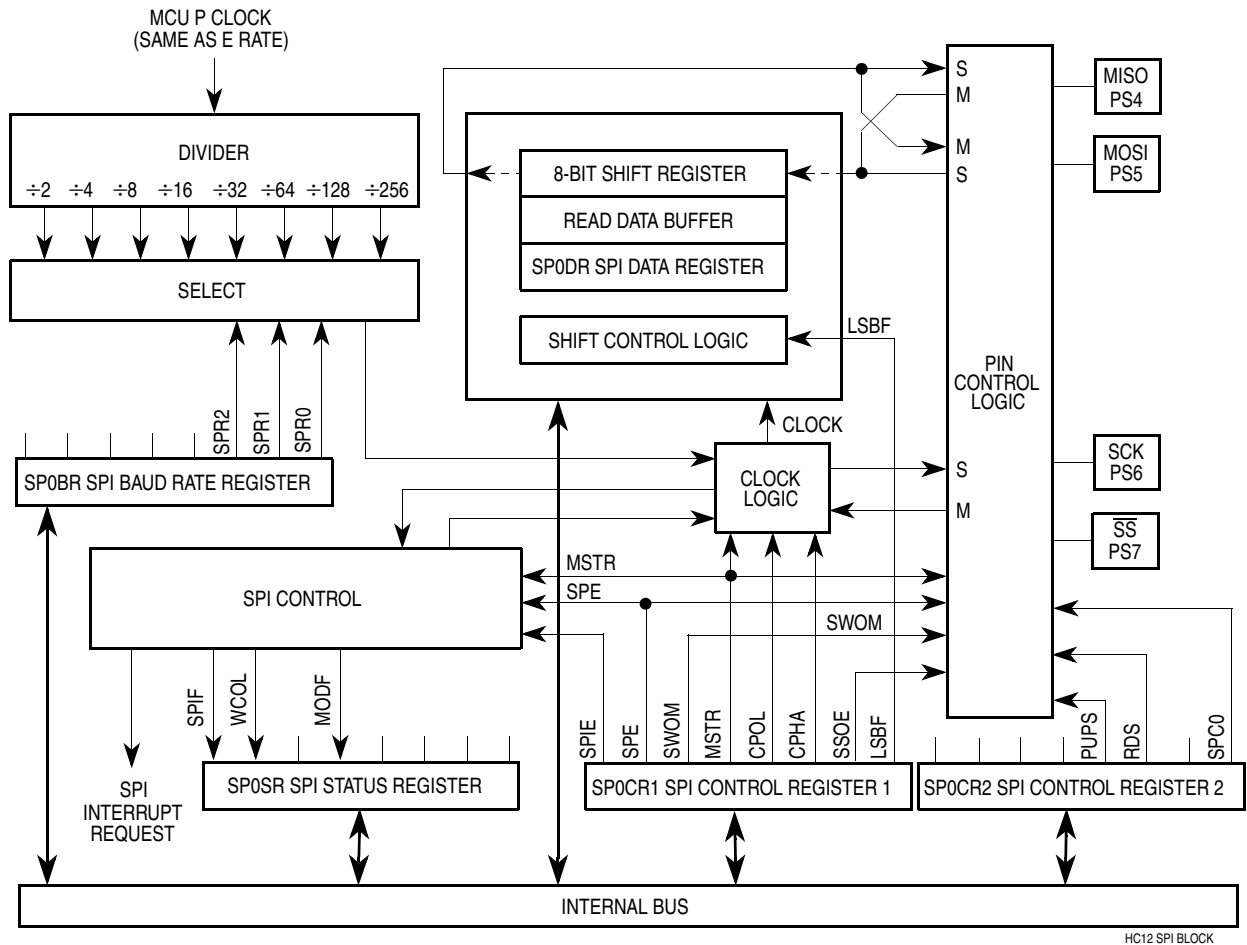 MCU P CLOCK
(SAME AS E RATE)
DIVIDER
÷2 ÷4 ÷8 ÷16 ÷32 ÷64 ÷128 ÷256
SELECT
SPR2
SPR1
SPR0
SP0BR SPI BAUD RATE REGISTER
8-BIT SHIFT REGISTER
READ DATA BUFFER
SP0DR SPI DATA REGISTER
SHIFT CONTROL LOGIC
LSBF
CLOCK
CLOCK
LOGIC
S
M
M
S
PIN
CONTROL
LOGIC
S
M
MISO
PS4
MOSI
PS5
SCK
PS6
SS
PS7
SPI CONTROL
MSTR
SPE
SWOM
SPIF
WCOL
MODF
SPI
INTERRUPT
REQUEST
SP0SR SPI STATUS REGISTER
SPIE
SPE
SWOM
MSTR
CPOL
CPHA
SSOE
LSBF
SP0CR1 SPI CONTROL REGISTER 1
PUPS
RDS
SPC0
SP0CR2 SPI CONTROL REGISTER 2
INTERNAL BUS
HC12 SPI BLOCK